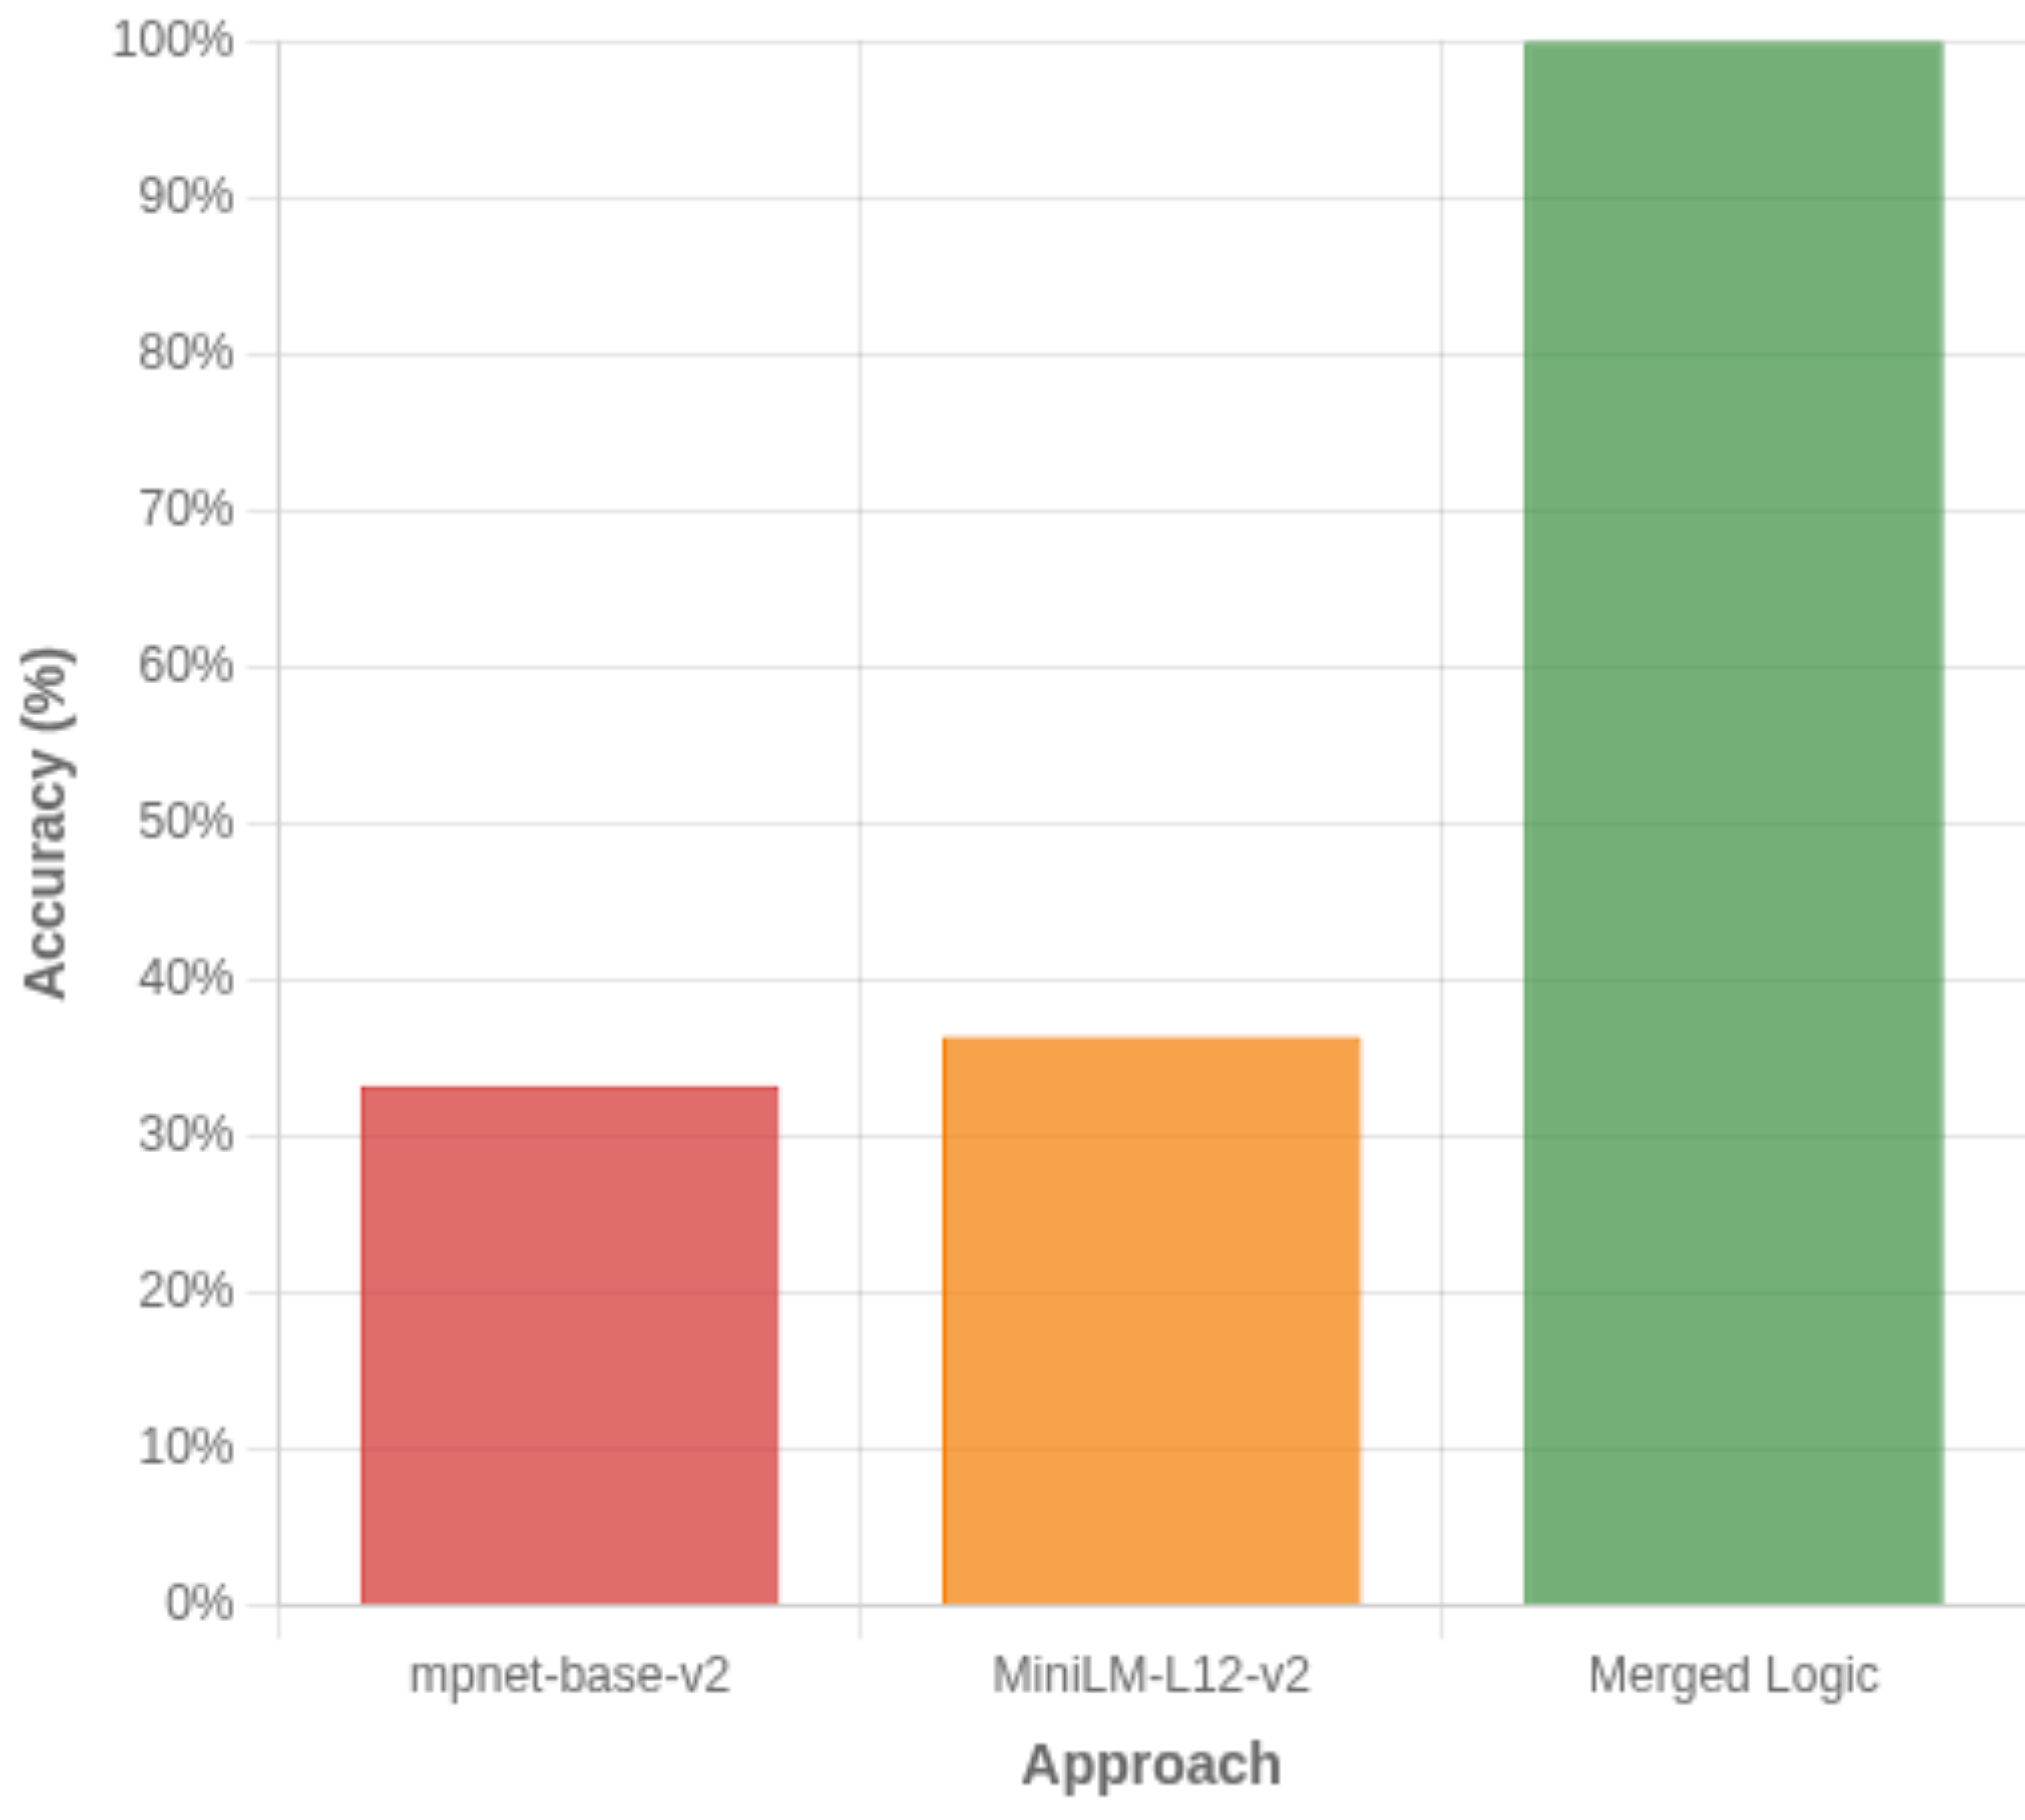 100%
90%
80%
70%
60%
50%
40%
30%
20%
10%
0%
Accuracy (%)
mpnet-base-v2
MiniLM-L12-v2
Merged Logic
Approach